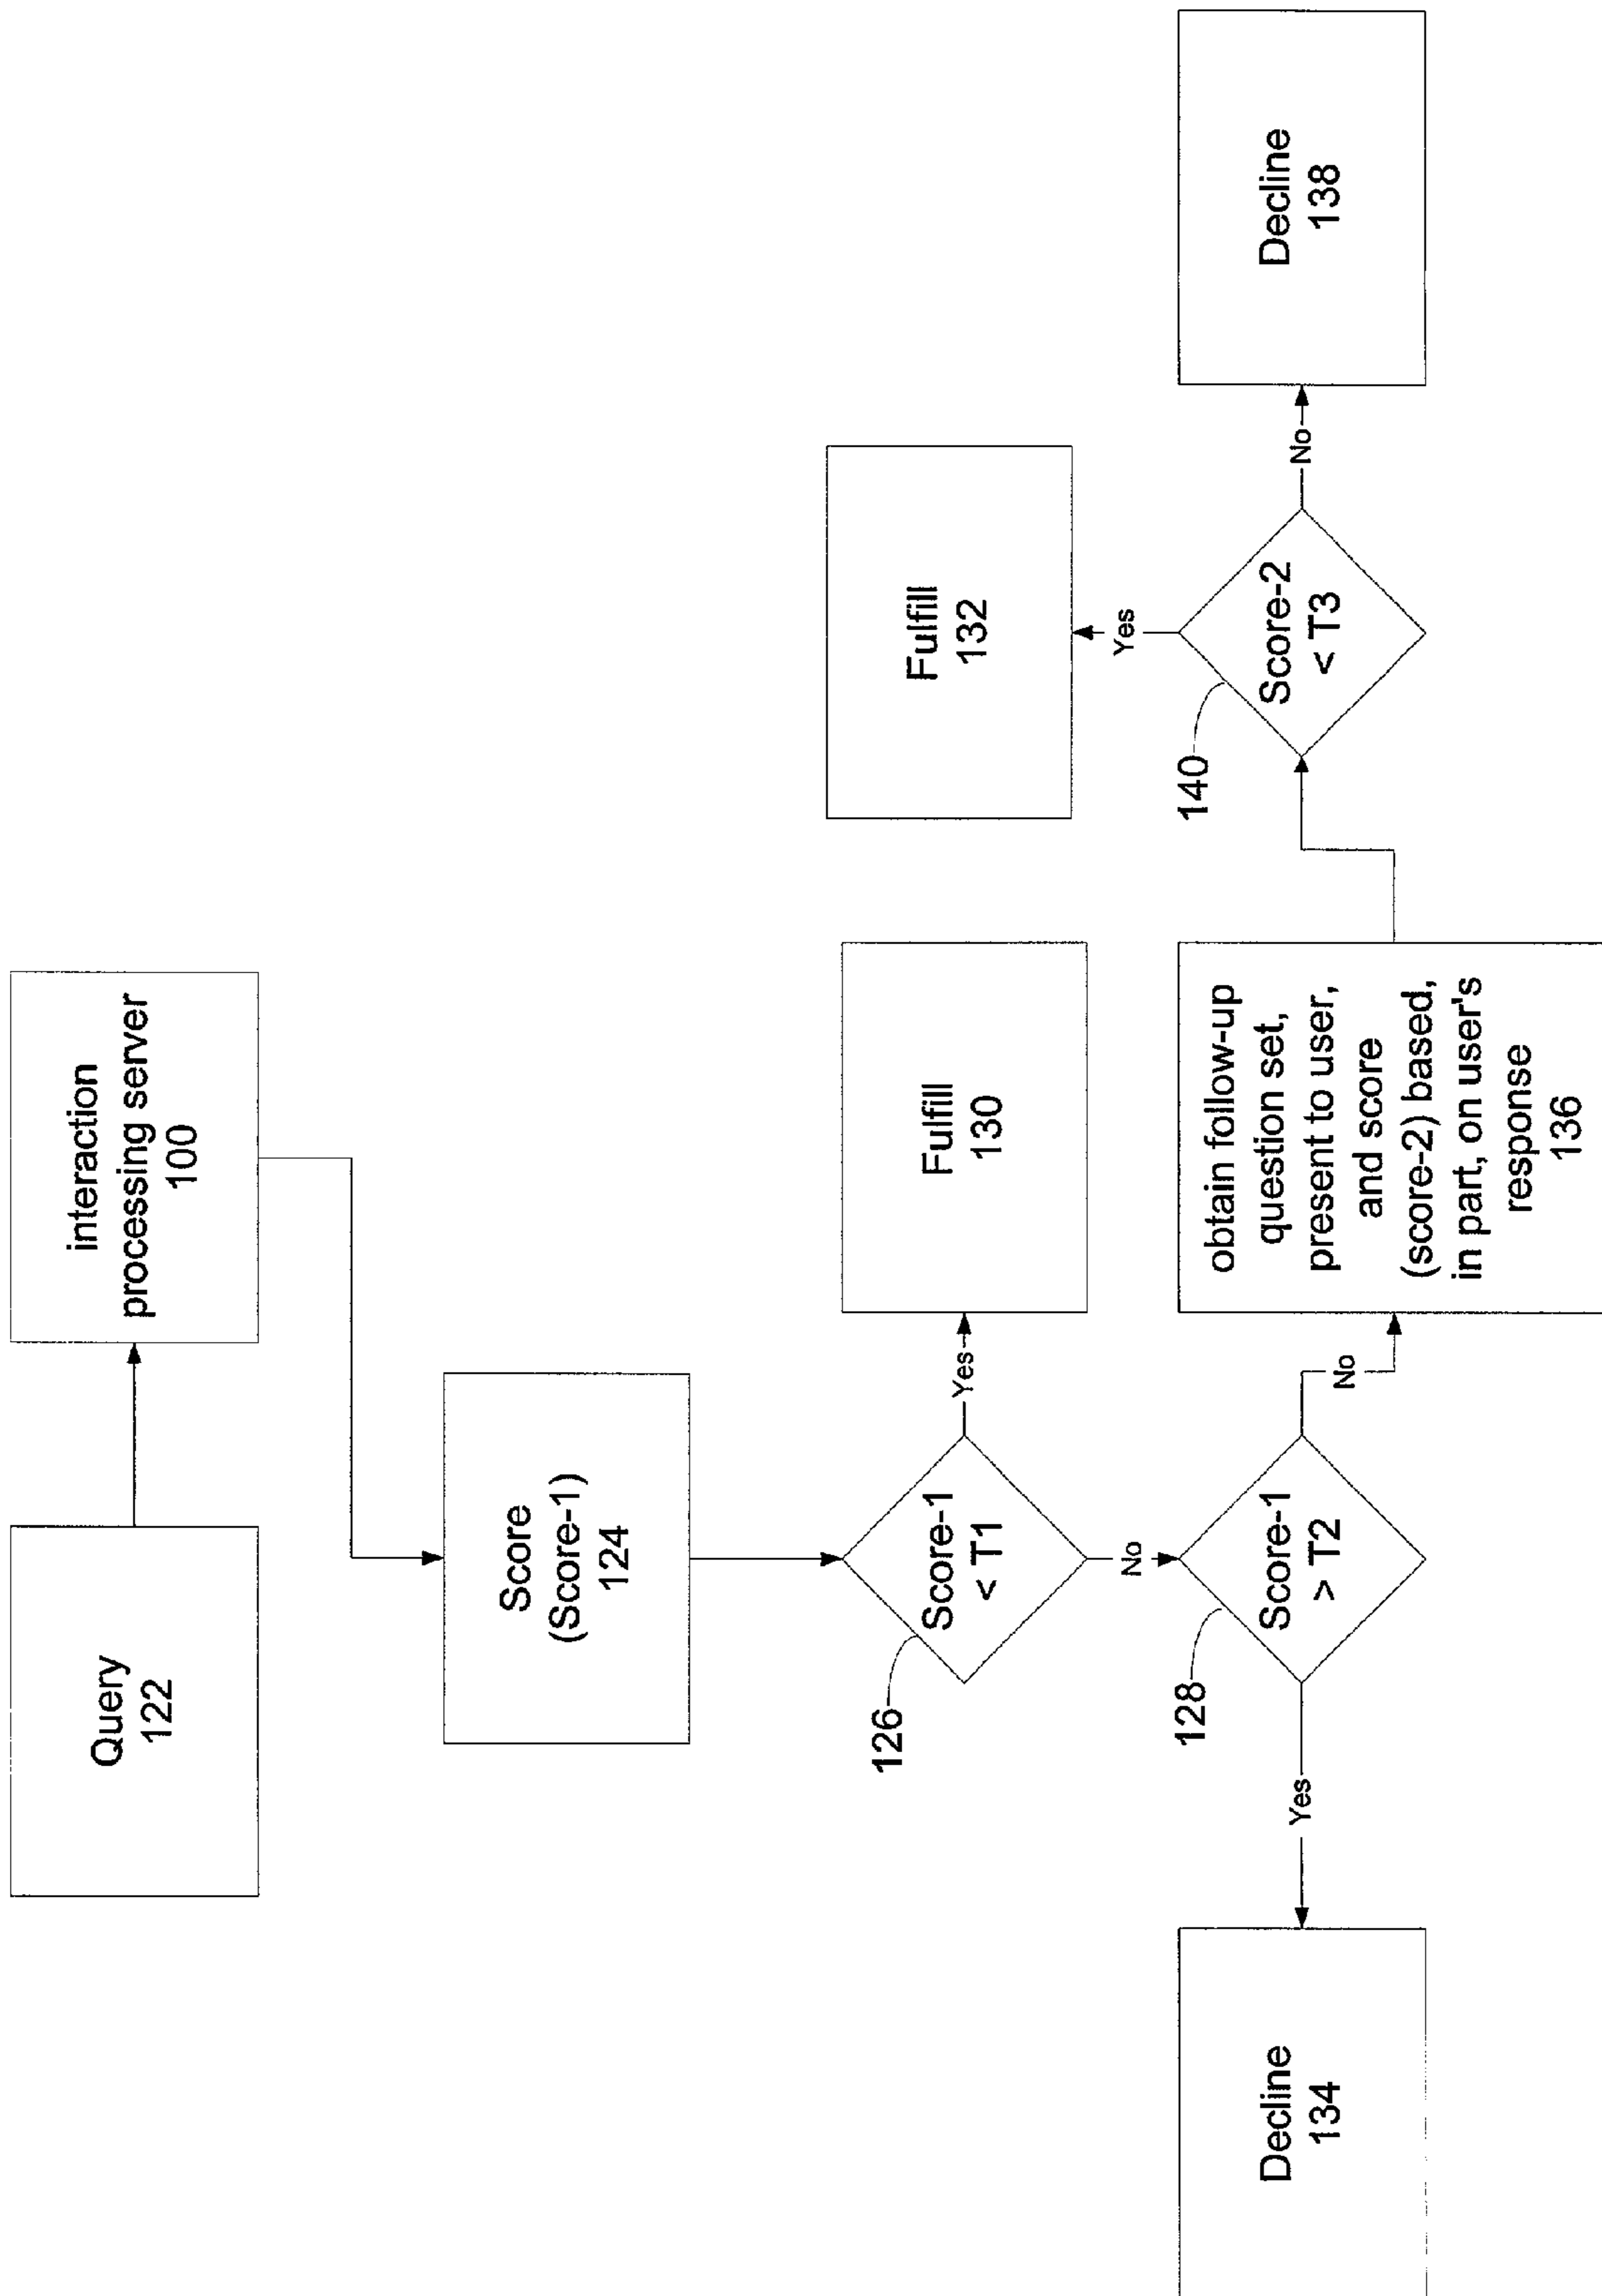 Query
122
interaction
processing server
100
Score
(Score-1)
124
126
Score-1
< T1
Yes
Fulfill
130
No
128
Score-1
> T2
Yes
Decline
134
No
obtain follow-up
question set,
present to user,
and score
(score-2) based,
in part, on user's
response
136
140
Score-2
< T3
Yes
Fulfill
132
No
Decline
138